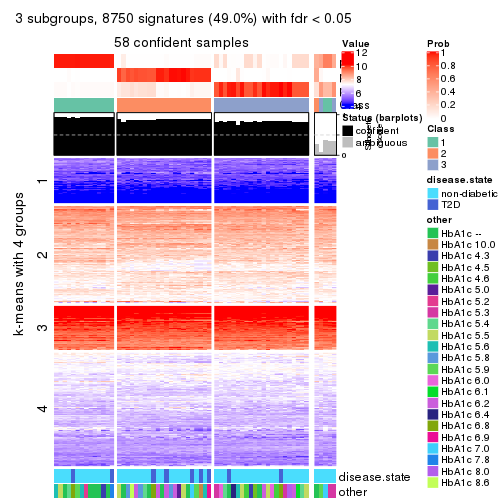 3 subgroups, 8750 signatures (49.0%) with fdr < 0.05
58 confident samples
k-means with 4 groups
1
2
3
4
Value
12
10
8
6
4
Status (barplots)
confident
ambiguous
0
disease.state
other
Prob
1
0.8
0.6
0.4
0.2
0
Class
1
2
3
disease.state
non-diabetic
T2D
other
HbA1c --
HbA1c 10.0
HbA1c 4.3
HbA1c 4.5
HbA1c 4.6
HbA1c 5.0
HbA1c 5.2
HbA1c 5.3
HbA1c 5.4
HbA1c 5.5
HbA1c 5.6
HbA1c 5.8
HbA1c 5.9
HbA1c 6.0
HbA1c 6.1
HbA1c 6.2
HbA1c 6.4
HbA1c 6.8
HbA1c 6.9
HbA1c 7.0
HbA1c 7.8
HbA1c 8.0
HbA1c 8.6